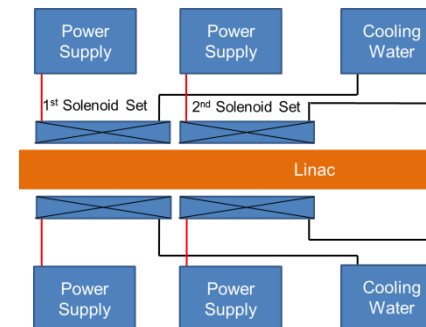 Power
Supply
Power
Supply
Cooling
Water
1st Solenoid Set
2nd Solenoid Set
Linac
Power
Supply
Power
Supply
Cooling
Water